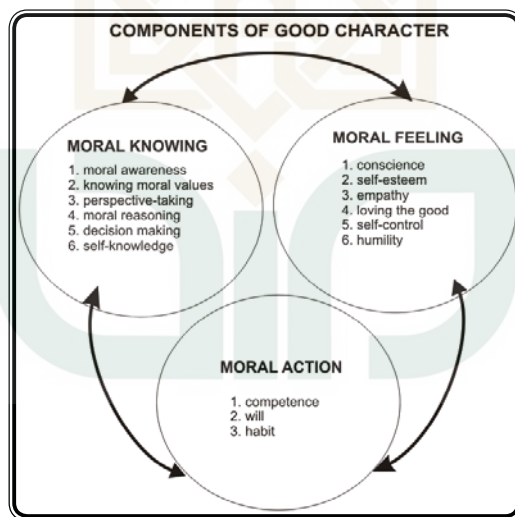 COMPONENTS OF GOOD CHARACTER
MORAL KNOWING
1. moral awareness
2. knowing moral values
3. perspective-taking
4. moral reasoning
5. decision making
6. self-knowledge
MORAL FEELING
1. conscience
2. self-esteem
3. empathy
4. loving the good
5. self-control
6. humility
MORAL ACTION
1. competence
2. will
3. habit